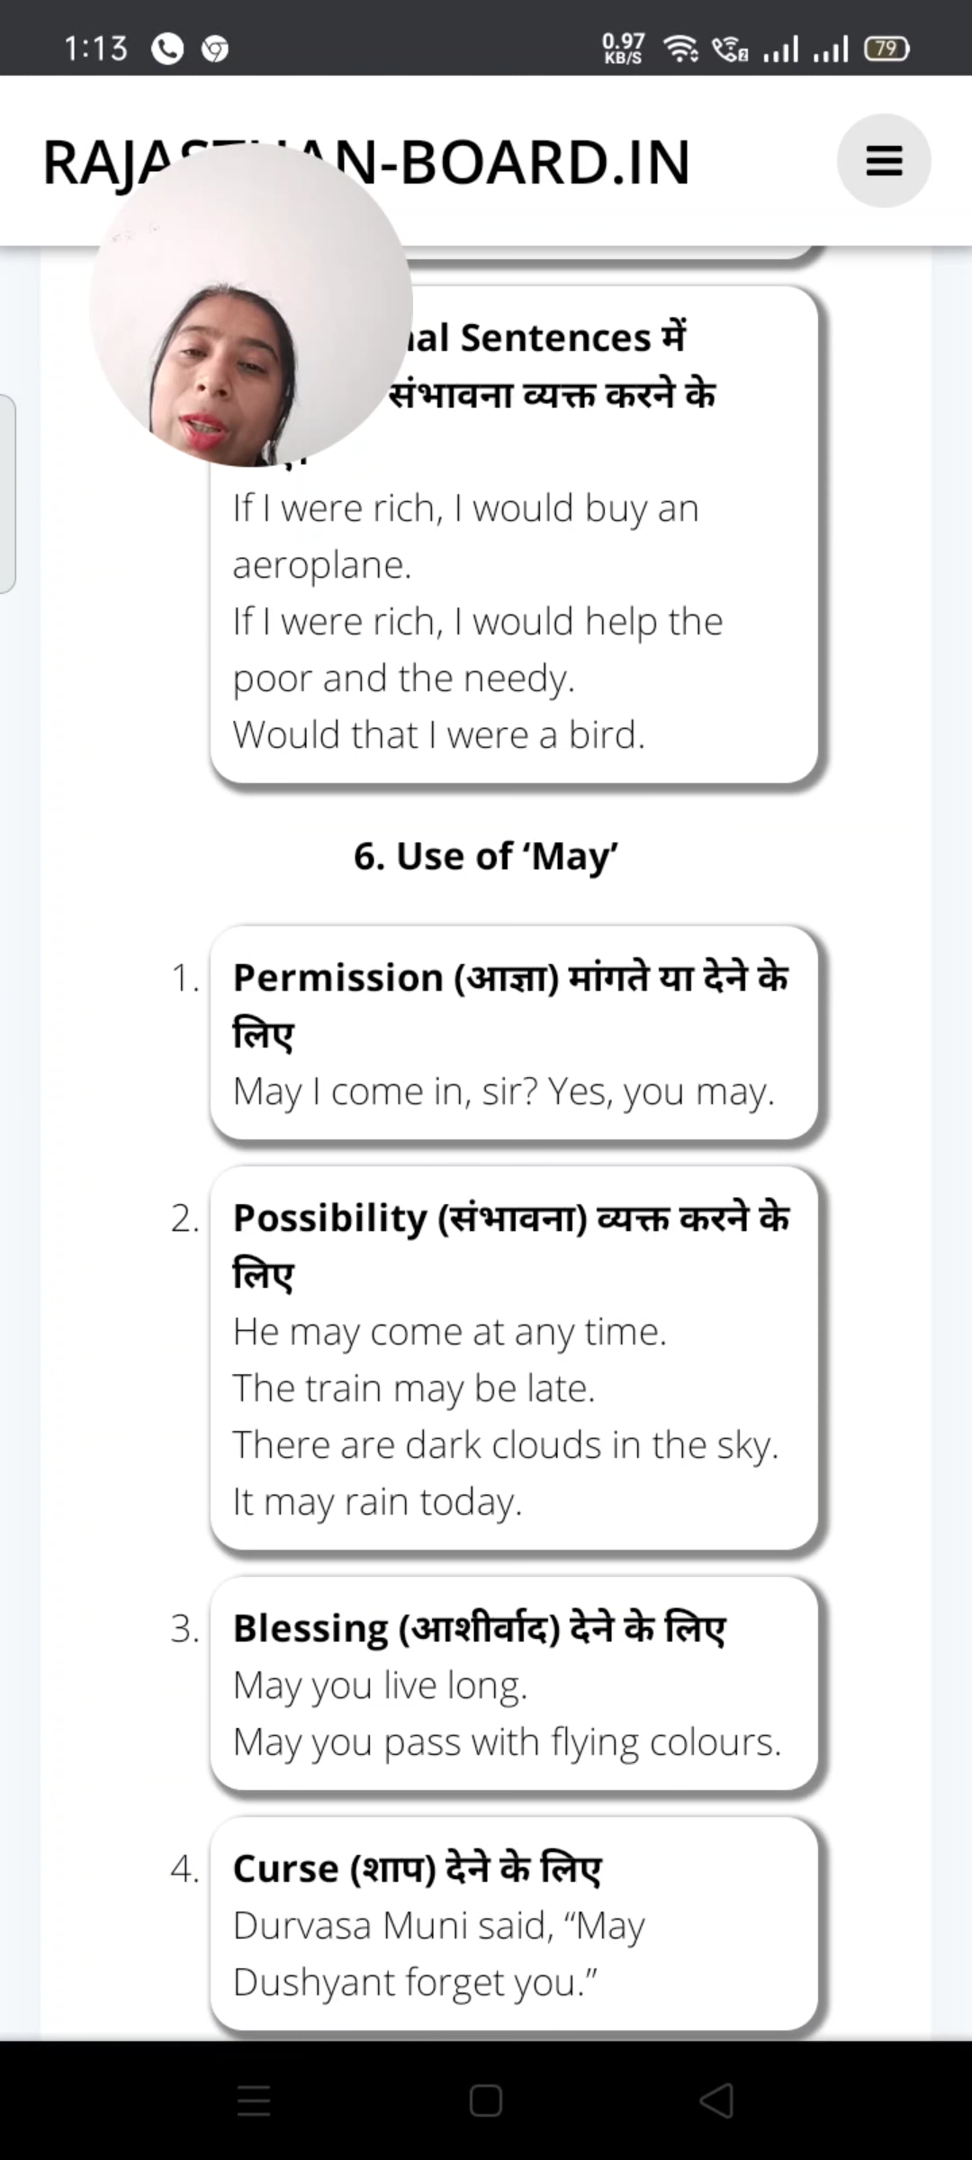 1:13
0.97
KB/S
2
79
N-BOARD.IN
Sentences में
संभावना व्यक्त करने के
If I were rich, I would buy an
aeroplane.
If I were rich, I would help the
poor and the needy.
Would that I were a bird.
6. Use of ‘May’
1. Permission (आज्ञा) मांगते या देने के
लिए
May I come in, sir? Yes, you may.
2. Possibility (संभावना) व्यक्त करने के
लिए
He may come at any time.
The train may be late.
There are dark clouds in the sky.
It may rain today.
3. Blessing (आशीर्वाद) देने के लिए
May you live long.
May you pass with flying colours.
4. Curse (शाप) देने के लिए
Durvasa Muni said, “May
Dushyant forget you.”